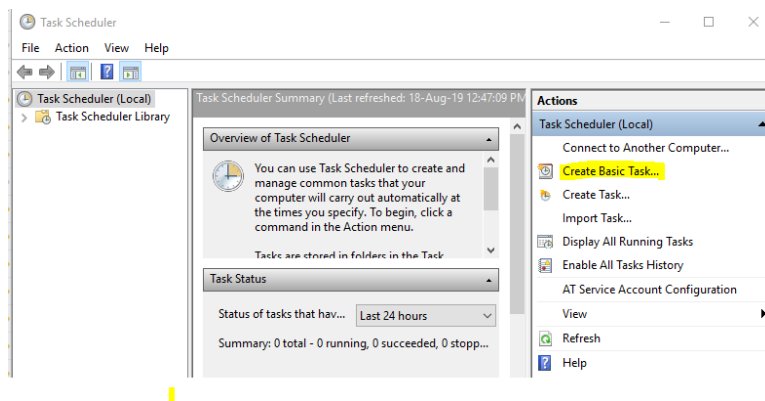 Task Scheduler
File Action View Help
Task Scheduler (Local)
Task Scheduler Library
Task Scheduler Summary (Last refreshed: 18-Aug-19 12:47:09 PM
Overview of Task Scheduler
You can use Task Scheduler to create and
manage common tasks that your
computer will carry out automatically at
the times you specify. To begin, click a
command in the Action menu.
Tasks are stored in folders in the Task
Task Status
Status of tasks that hav... Last 24 hours
Summary: 0 total - 0 running, 0 succeeded, 0 stopp...
Actions
Task Scheduler (Local)
Connect to Another Computer...
Create Basic Task...
Create Task...
Import Task...
Display All Running Tasks
Enable All Tasks History
AT Service Account Configuration
View
Refresh
Help